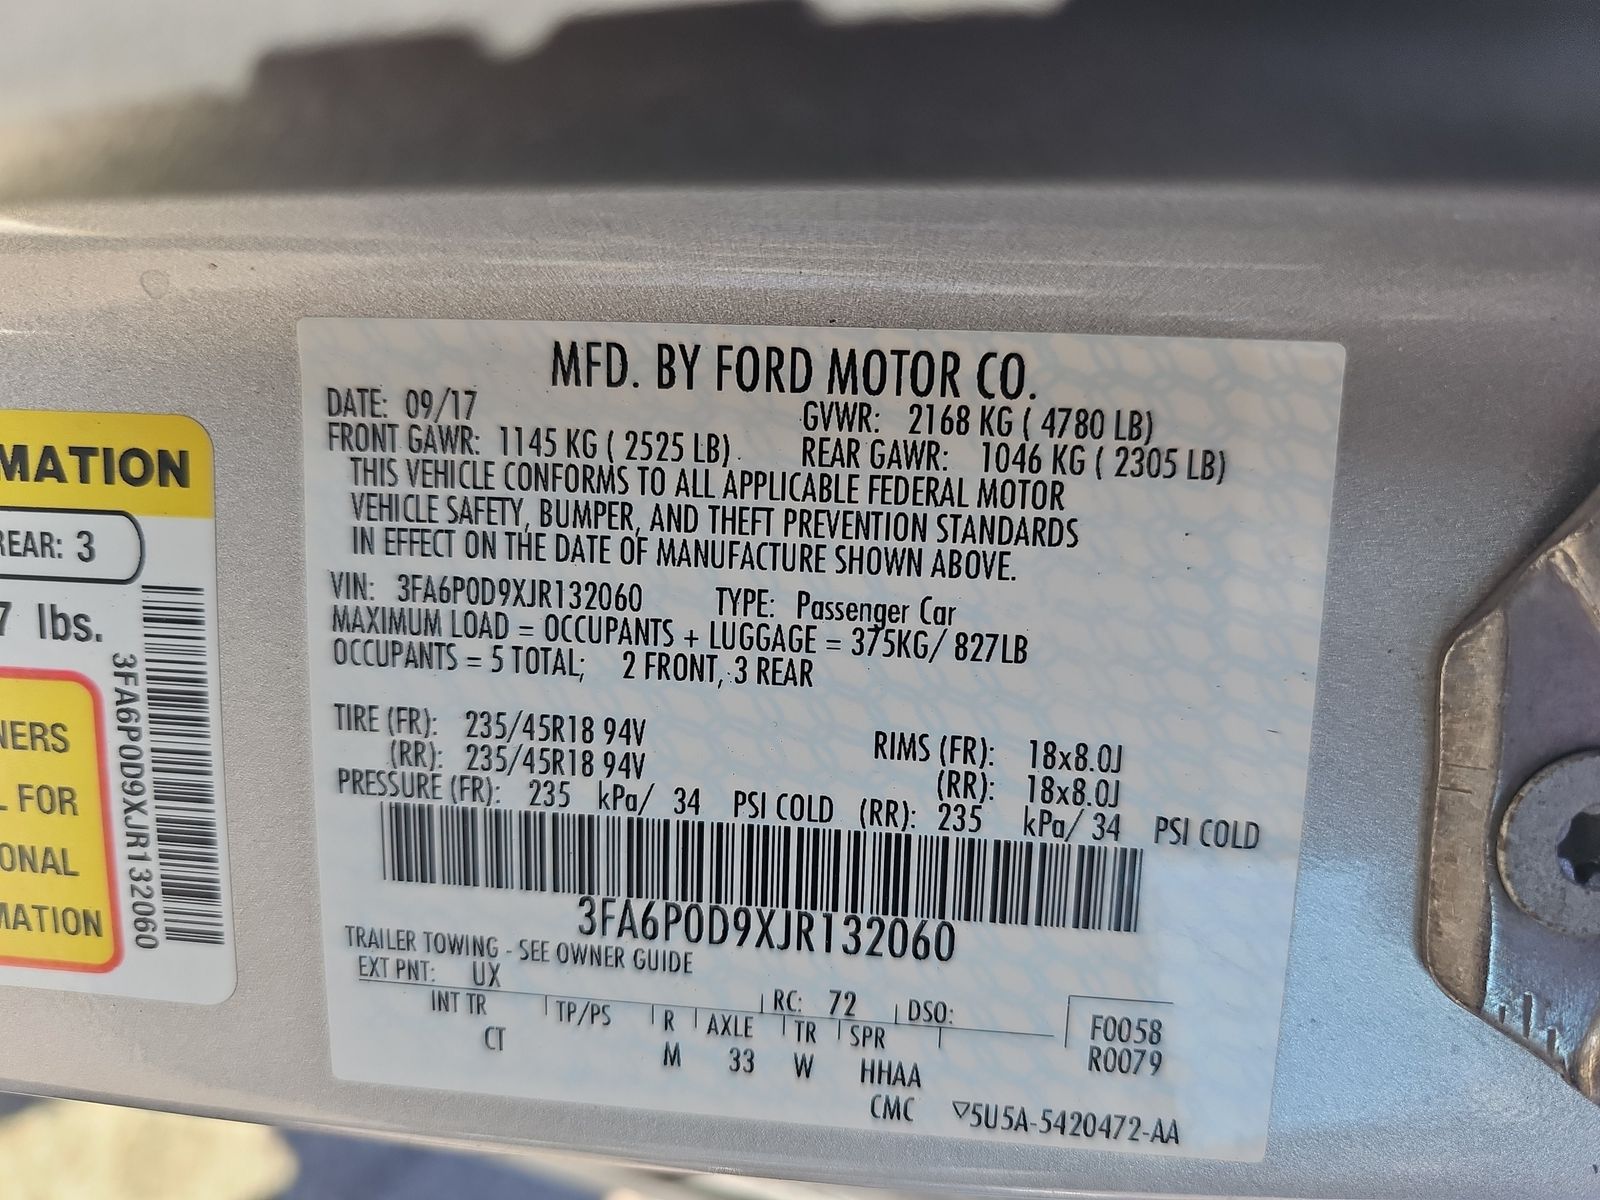 MFD. BY FORD MOTOR CO.
DATE: 09/17 GVWR: 2168 KG ( 4780 LB)
FRONT GAWR: 1145 KG ( 2525 LB) REAR GAWR: 1046 KG ( 2305 LB)
THIS VEHICLE CONFORMS TO ALL APPLICABLE FEDERAL MOTOR
VEHICLE SAFETY, BUMPER, AND THEFT PREVENTION STANDARDS
IN EFFECT ON THE DATE OF MANUFACTURE SHOWN ABOVE.
VIN: 3FA6P0D9XJR132060 TYPE: Passenger Car
MAXIMUM LOAD = OCCUPANTS + LUGGAGE = 375KG/ 827LB
OCCUPANTS = 5 TOTAL; 2 FRONT, 3 REAR
TIRE (FR): 235/45R18 94V RIMS (FR): 18x8.0J
(RR): 235/45R18 94V (RR): 18x8.0J
PRESSURE (FR): 235 kPa/ 34 PSI COLD (RR): 235 kPa/ 34 PSI COLD
3FA6P0D9XJR132060
TRAILER TOWING - SEE OWNER GUIDE
EXT PNT: UX RC: 72 DSO:
INT TR TP/PS R AXLE TR SPR F0058
CT M 33 W HHAA R0079
CMC ▽5U5A-5420472-AA
MATION
REAR: 3
7 lbs.
NERS
L FOR
ONAL
MATION
3FA6P0D9XJR132060